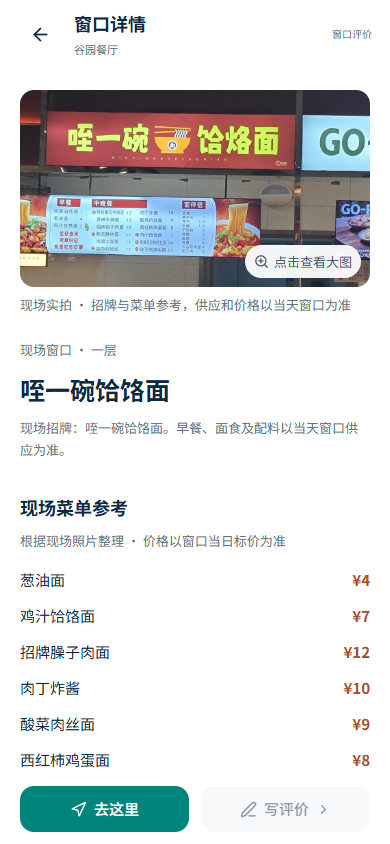 窗口详情
谷园餐厅
窗口评价
咥一碗 饸烙面
GO-
早餐 中晚餐 面伴侣
点击查看大图
现场实拍 · 招牌与菜单参考，供应和价格以当天窗口为准
现场窗口 · 一层
咥一碗饸饹面
现场招牌：咥一碗饸饹面。早餐、面食及配料以当天窗口供
应为准。
现场菜单参考
根据现场照片整理 · 价格以窗口当日标价为准
葱油面 ¥4
鸡汁饸饹面 ¥7
招牌臊子肉面 ¥12
肉丁炸酱 ¥10
酸菜肉丝面 ¥9
西红柿鸡蛋面 ¥8
去这里
写评价